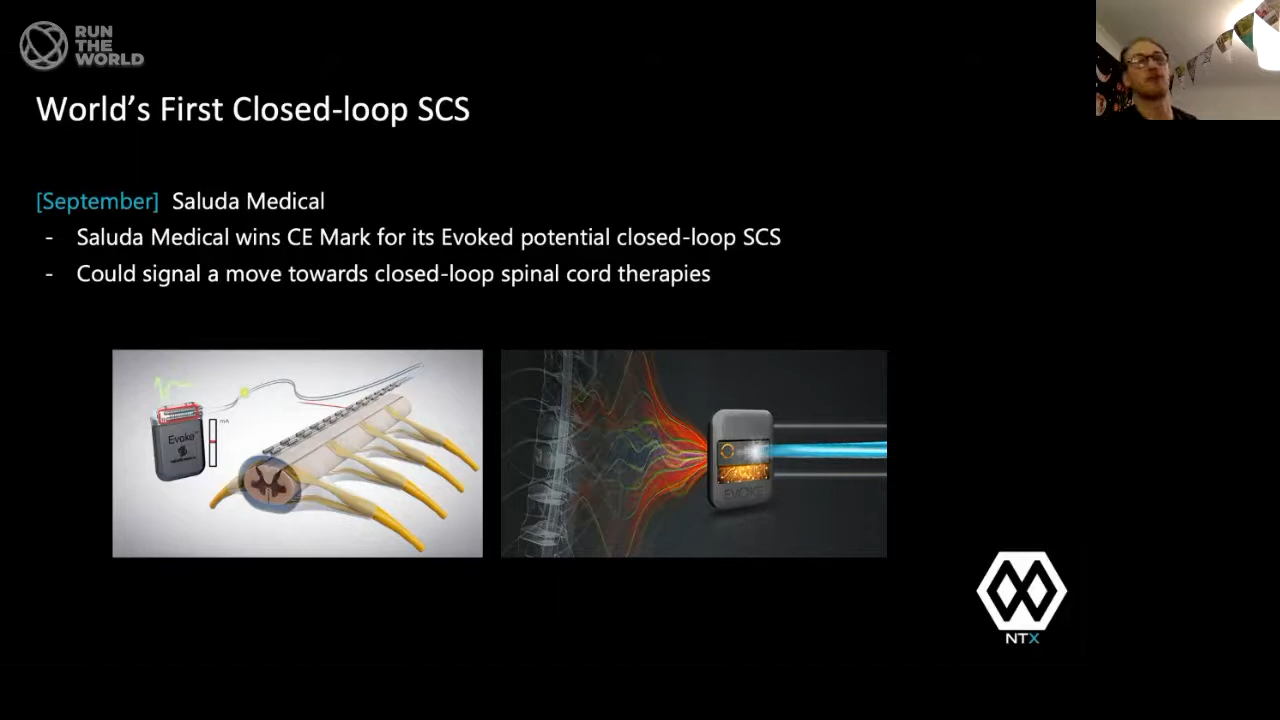 RUN
THE
WORLD
World's First Closed-loop SCS
[September] Saluda Medical
- Saluda Medical wins CE Mark for its Evoked potential closed-loop SCS
- Could signal a move towards closed-loop spinal cord therapies
mA
Evoke
EVOKE
NTX